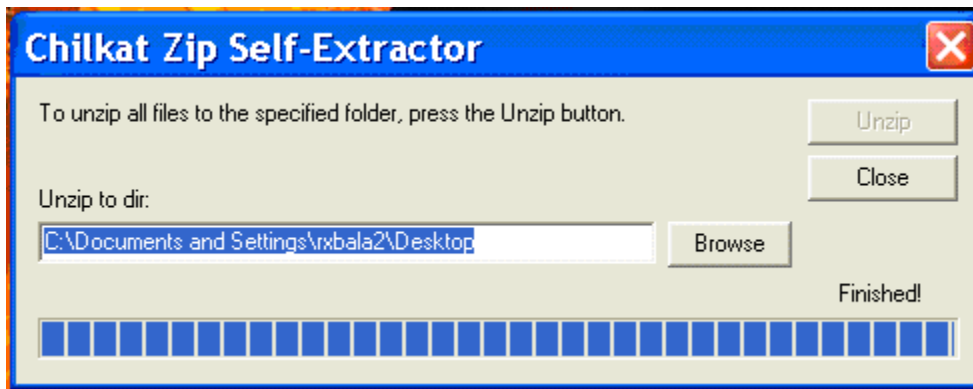 Chilkat Zip Self-Extractor
To unzip all files to the specified folder, press the Unzip button.
Unzip
Close
Unzip to dir:
C:\Documents and Settings\rxbala2\Desktop
Browse
Finished!